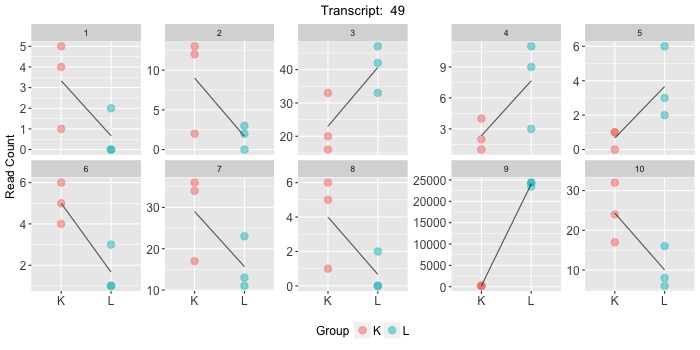 Transcript: 49
1 2 3 4 5
5 4 3 2 1 0
10 5 0
40 30 20
9 6 3
6 4 2 0
Read Count
6 7 8 9 10
6 4 2
30 20 10
6 4 2 0
25000 20000 15000 10000 5000 0
30 20 10
K L K L K L K L K L
Group K L